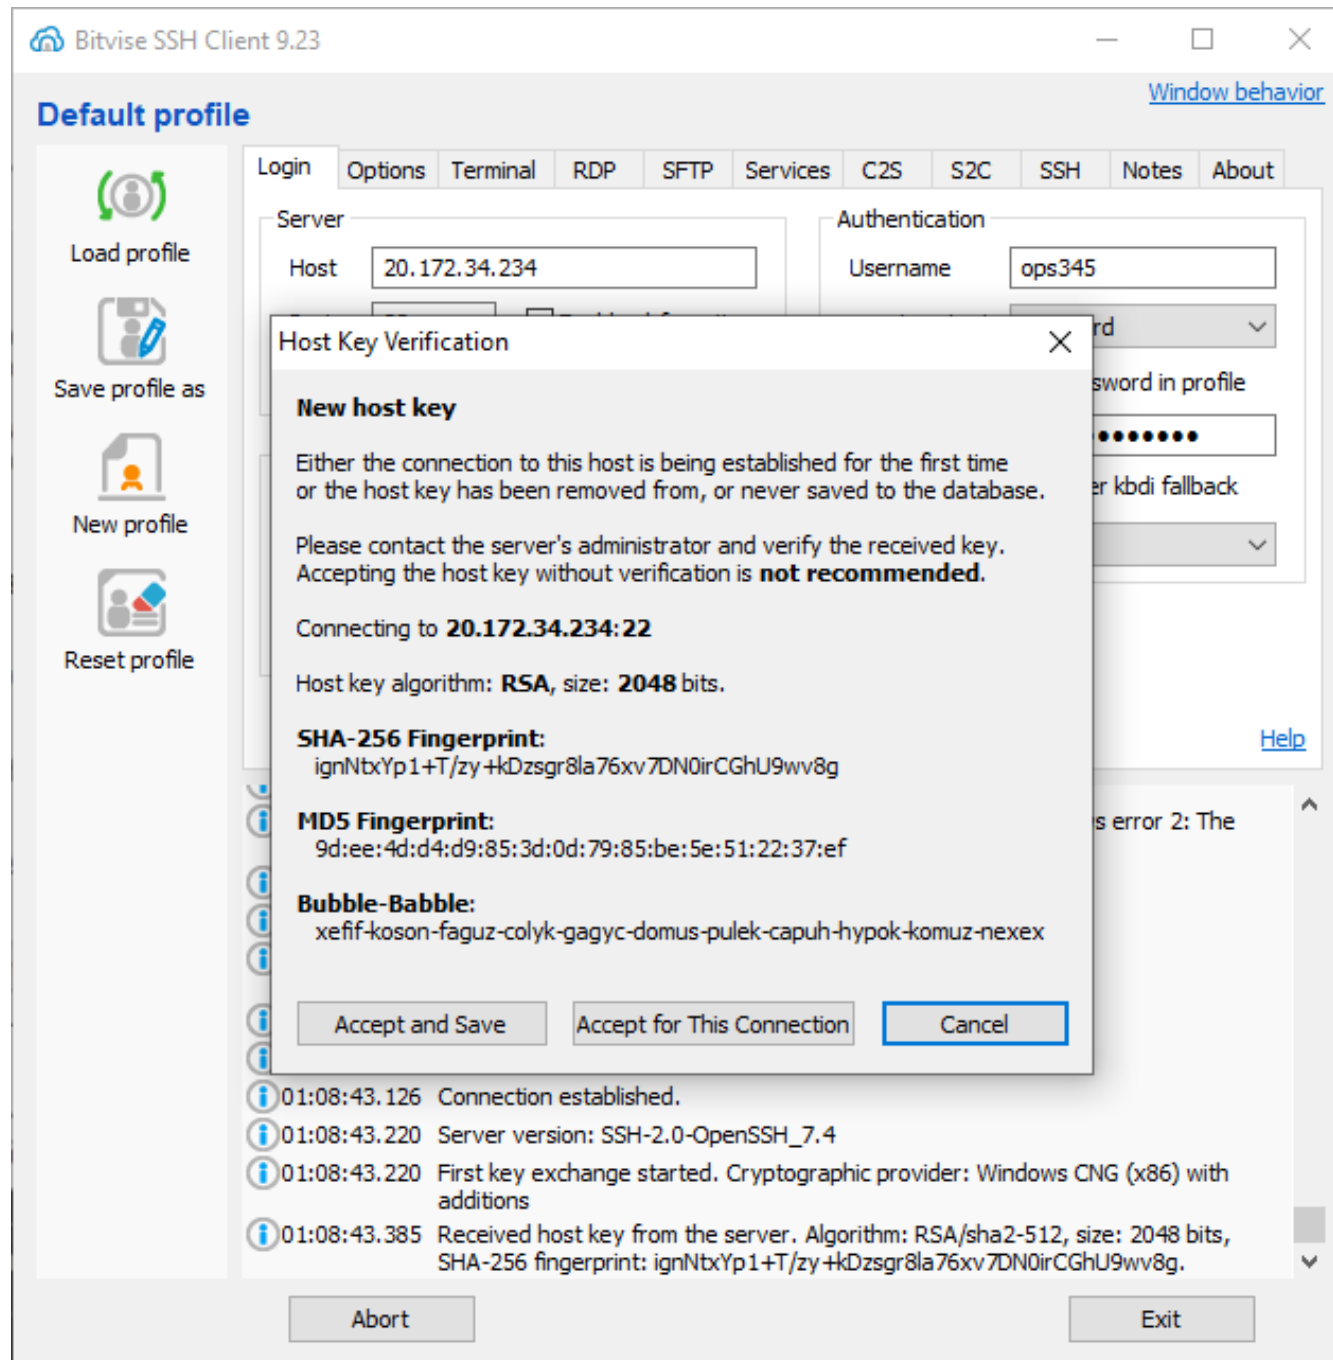 Bitvise SSH Client 9.23
Window behavior
Default profile
Load profile
Save profile as
New profile
Reset profile
Login Options Terminal RDP SFTP Services C2S S2C SSH Notes About
Server
Host 20.172.34.234
Authentication
Username ops345
profile
fallback
Help
Host Key Verification
New host key
Either the connection to this host is being established for the first time
or the host key has been removed from, or never saved to the database.
Please contact the server's administrator and verify the received key.
Accepting the host key without verification is not recommended.
Connecting to 20.172.34.234:22
Host key algorithm: RSA, size: 2048 bits.
SHA-256 Fingerprint:
ignNtxYp1+T/zy+kDzsgr8la76xv7DN0irCGhU9wv8g
MD5 Fingerprint:
9d:ee:4d:d4:d9:85:3d:0d:79:85:be:5e:51:22:37:ef
Bubble-Babble:
xefif-koson-faguz-colyk-gagyc-domus-pulek-capuh-hypok-komuz-nexex
Accept and Save Accept for This Connection Cancel
error 2: The
01:08:43.126 Connection established.
01:08:43.220 Server version: SSH-2.0-OpenSSH_7.4
01:08:43.220 First key exchange started. Cryptographic provider: Windows CNG (x86) with
additions
01:08:43.385 Received host key from the server. Algorithm: RSA/sha2-512, size: 2048 bits,
SHA-256 fingerprint: ignNtxYp1+T/zy+kDzsgr8la76xv7DN0irCGhU9wv8g.
Abort Exit